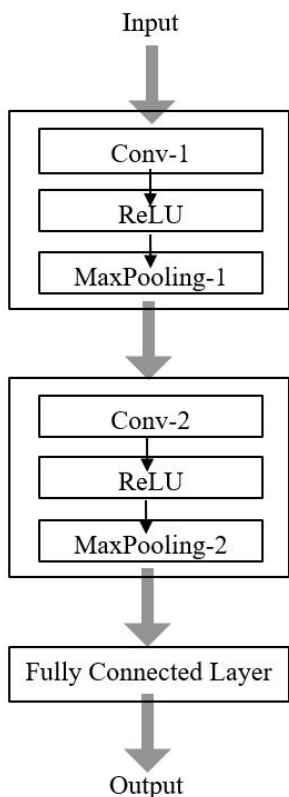 Input
Conv-1
ReLU
MaxPooling-1
Conv-2
ReLU
MaxPooling-2
Fully Connected Layer
Output